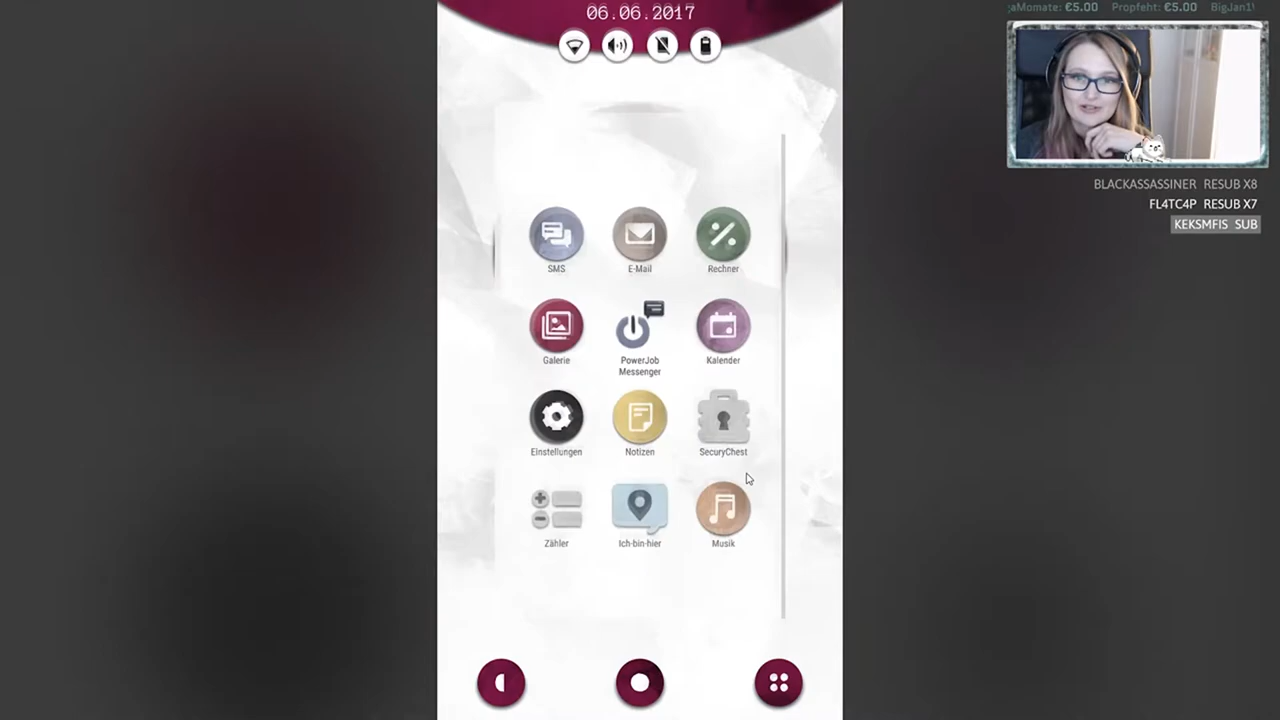 06.06.2017
aMomate: €5.00 Propfeht: €5.00 BigJan1
BLACKASSASSINER RESUB X8
FL4TC4P RESUB X7
KEKSMFIS SUB
SMS E-Mail Rechner
Galerie PowerJob Messenger Kalender
Einstellungen Notizen SecuryChest
Zähler Ich-bin-hier Musik